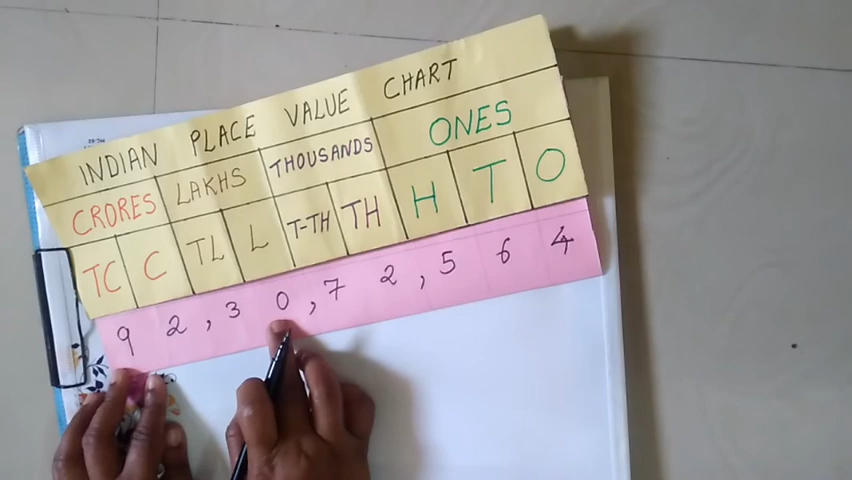 INDIAN PLACE VALUE CHART
CRORES LAKHS THOUSANDS ONES
TC C TL L T-TH TH H T O
9 2 , 3 0 , 7 2 , 5 6 4